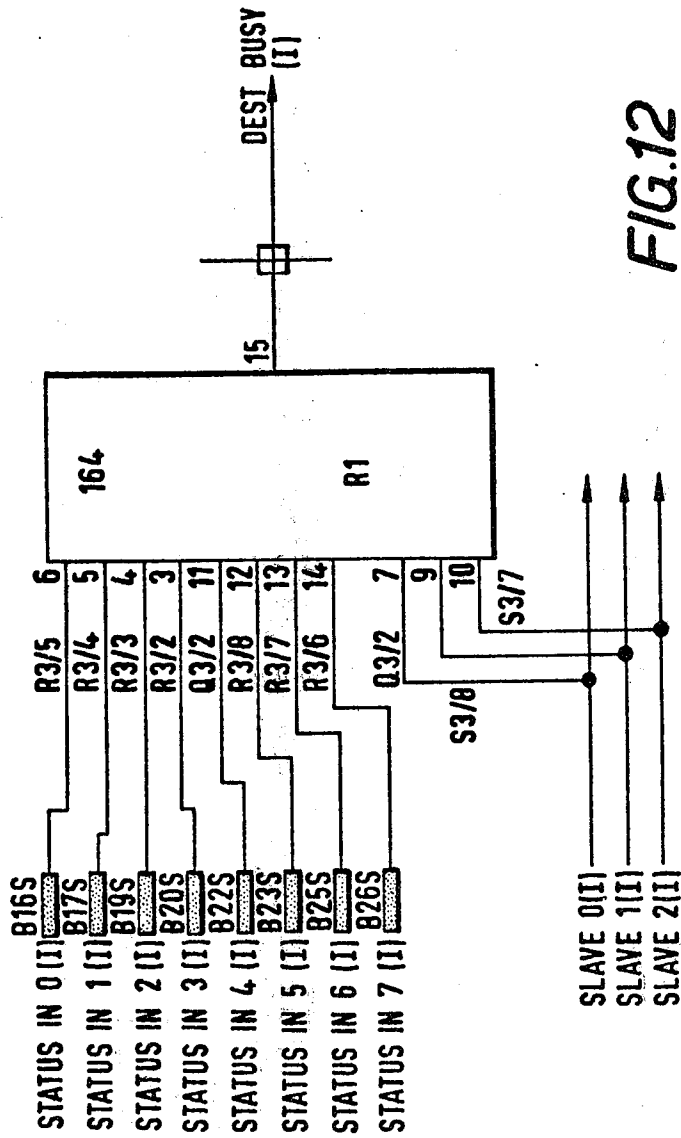 STATUS IN 0 (I) B16S R3/5 6
STATUS IN 1 (I) B17S R3/4 5
STATUS IN 2 (I) B19S R3/3 4
STATUS IN 3 (I) B20S R3/2 3
STATUS IN 4 (I) B22S Q3/2 11
STATUS IN 5 (I) B23S R3/8 12
STATUS IN 6 (I) B25S R3/7 13
STATUS IN 7 (I) B26S R3/6 14
164
R1
15
DEST BUSY
(I)
Q3/2 7
9
10
S3/8
S3/7
SLAVE 0(I)
SLAVE 1(I)
SLAVE 2(I)
FIG.12